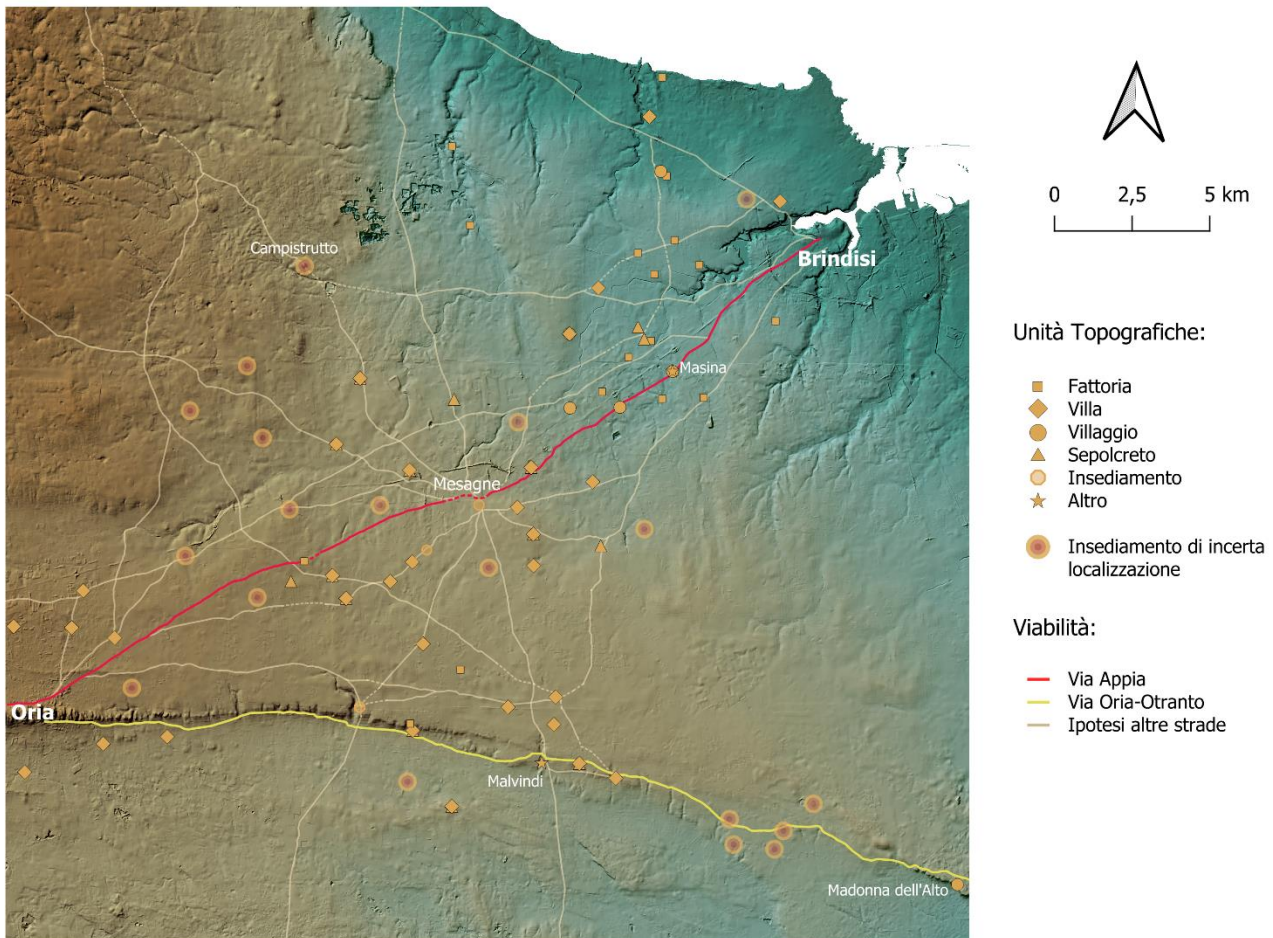 Campistrutto
Brindisi
Masina
Mesagne
Oria
Malvindi
Madonna dell'Alto
0 2,5 5 km
Unità Topografiche:
Fattoria
Villa
Villaggio
Sepolcreto
Insediamento
Altro
Insediamento di incerta
localizzazione
Viabilità:
Via Appia
Via Oria-Otranto
Ipotesi altre strade